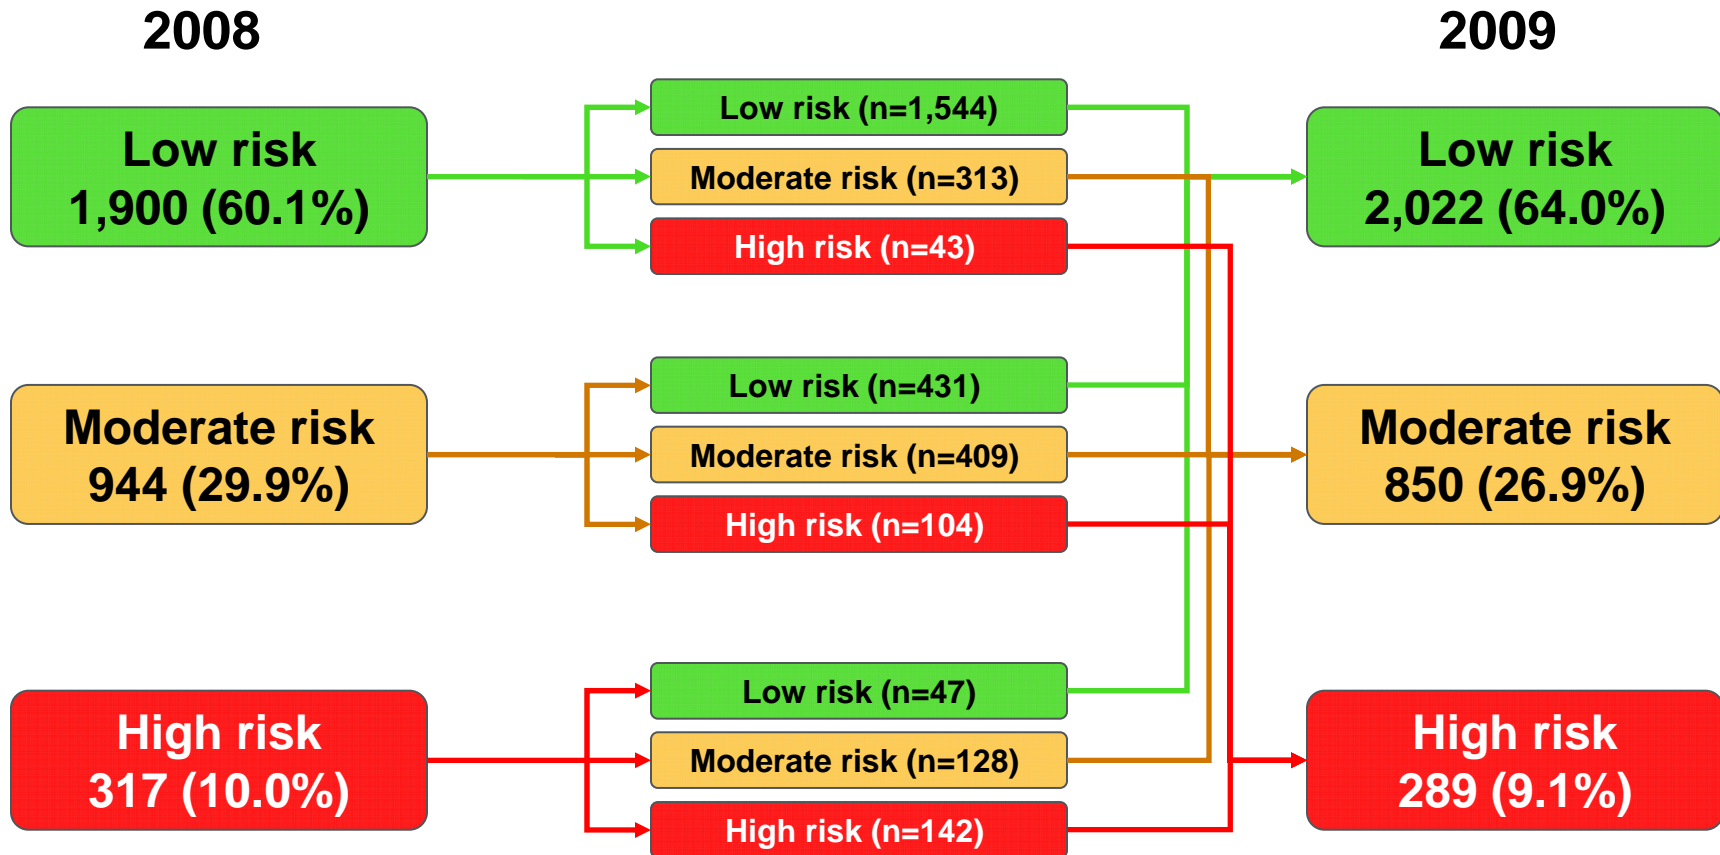 2008
2009
Low risk
1,900 (60.1%)
Low risk (n=1,544)
Moderate risk (n=313)
High risk (n=43)
Low risk
2,022 (64.0%)
Moderate risk
944 (29.9%)
Low risk (n=431)
Moderate risk (n=409)
High risk (n=104)
Moderate risk
850 (26.9%)
High risk
317 (10.0%)
Low risk (n=47)
Moderate risk (n=128)
High risk (n=142)
High risk
289 (9.1%)